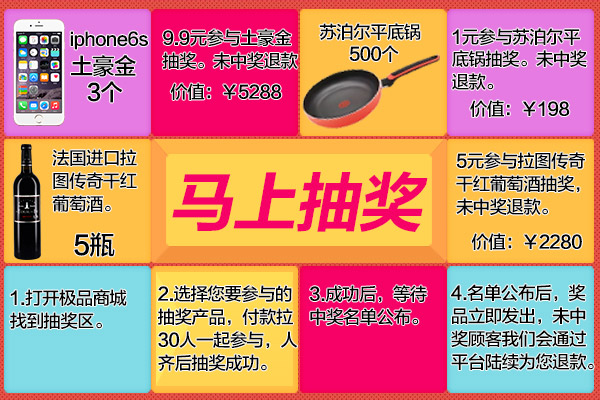 iphone6s
土豪金
3个
9.9元参与土豪金
抽奖。未中奖退款
价值：￥5288
苏泊尔平底锅
500个
1元参与苏泊尔平
底锅抽奖。未中奖
退款。
价值：￥198
法国进口拉
图传奇干红
葡萄酒。
5瓶
马上抽奖
5元参与拉图传奇
干红葡萄酒抽奖，
未中奖退款。
价值：￥2280
1.打开极品商城
找到抽奖区。
2.选择您要参与的
抽奖产品，付款拉
30人一起参与，人
齐后抽奖成功。
3.成功后，等待
中奖名单公布。
4.名单公布后，奖
品立即发出，未中
奖顾客我们会通过
平台陆续为您退款。